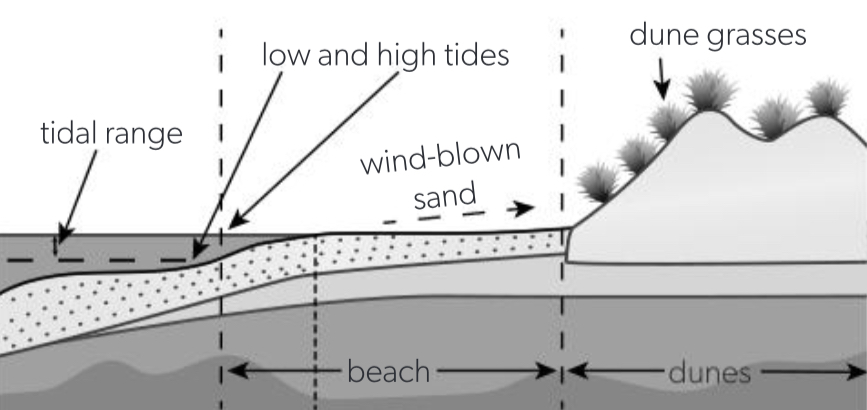 dune grasses
low and high tides
tidal range
wind-blown
sand
beach
dunes